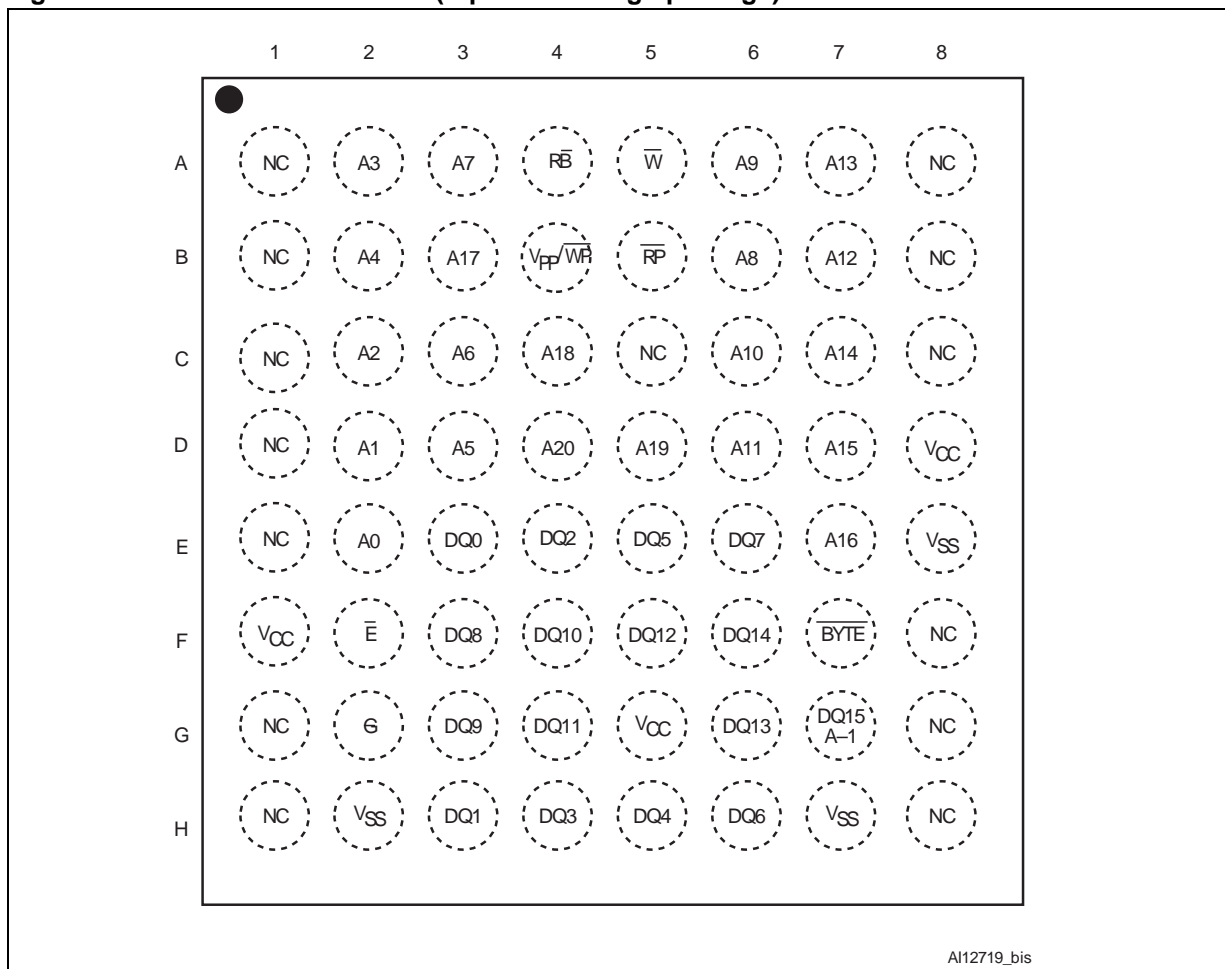 1 2 3 4 5 6 7 8
A NC A3 A7 RB̅ W̅ A9 A13 NC
B NC A4 A17 VPP/W̅P̅ R̅P̅ A8 A12 NC
C NC A2 A6 A18 NC A10 A14 NC
D NC A1 A5 A20 A19 A11 A15 VCC
E NC A0 DQ0 DQ2 DQ5 DQ7 A16 VSS
F VCC E̅ DQ8 DQ10 DQ12 DQ14 B̅Y̅T̅E̅ NC
G NC G DQ9 DQ11 VCC DQ13 DQ15 A–1 NC
H NC VSS DQ1 DQ3 DQ4 DQ6 VSS NC
AI12719_bis